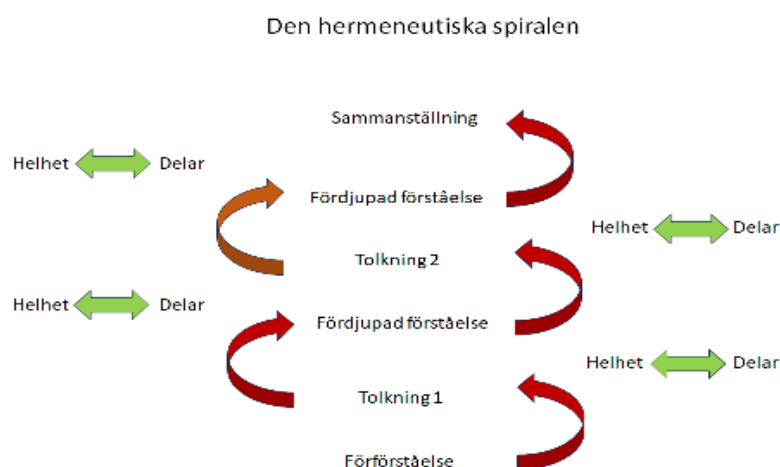 Den hermeneutiska spiralen
Sammanställning
Helhet Delar
Fördjupad förståelse
Helhet Delar
Tolkning 2
Helhet Delar
Fördjupad förståelse
Helhet Delar
Tolkning 1
Förförståelse